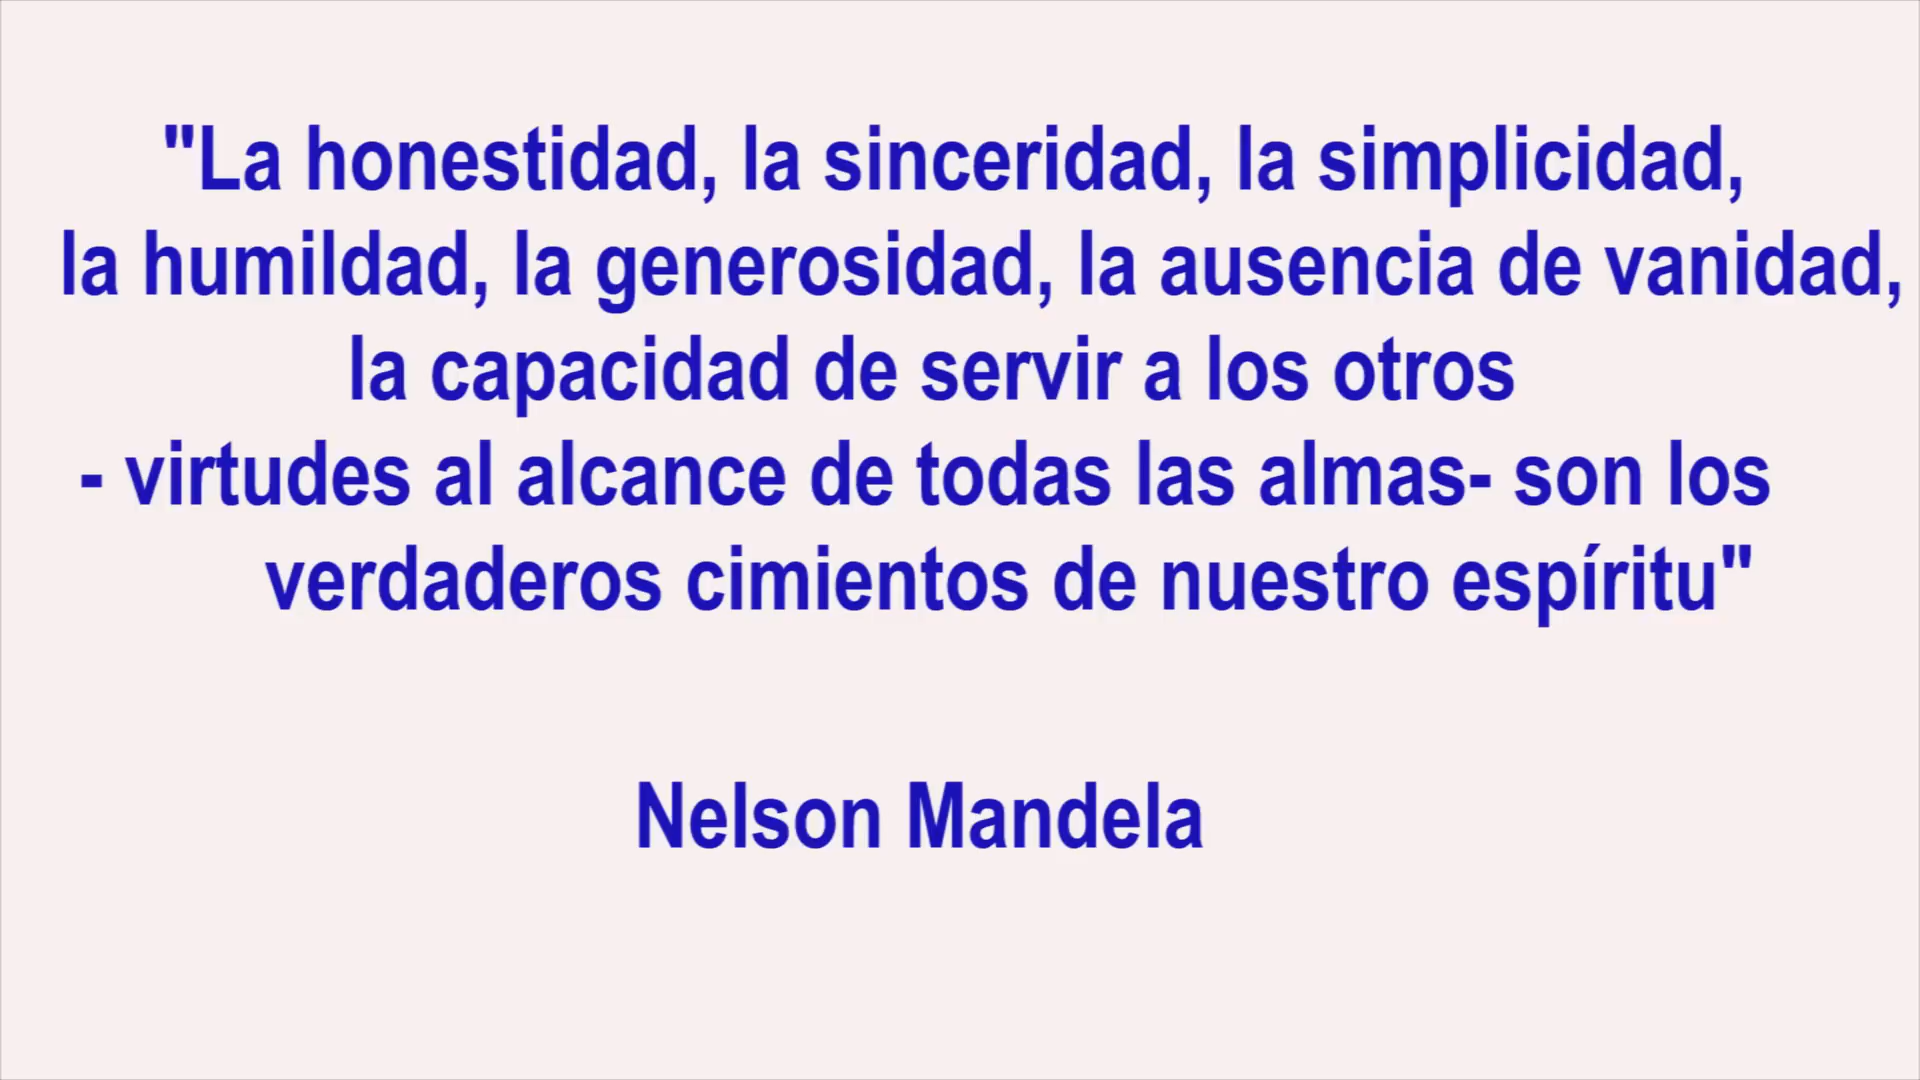 "La honestidad, la sinceridad, la simplicidad,
la humildad, la generosidad, la ausencia de vanidad,
la capacidad de servir a los otros
- virtudes al alcance de todas las almas- son los
verdaderos cimientos de nuestro espíritu"
Nelson Mandela